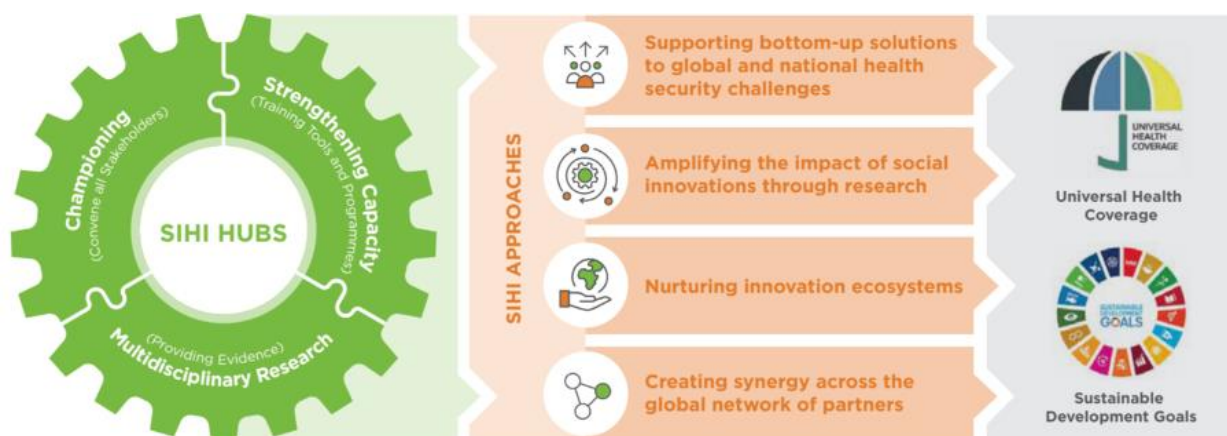 Championing
(Convene all Stakeholders)
Strengthening Capacity
(Training Tools and Programmes)
SIHI HUBS
(Providing Evidence)
Multidisciplinary Research
SIHI APPROACHES
Supporting bottom-up solutions
to global and national health
security challenges
Amplifying the impact of social
innovations through research
Nurturing innovation ecosystems
Creating synergy across the
global network of partners
UNIVERSAL
HEALTH
COVERAGE
Universal Health
Coverage
SUSTAINABLE
DEVELOPMENT
GOALS
Sustainable
Development Goals